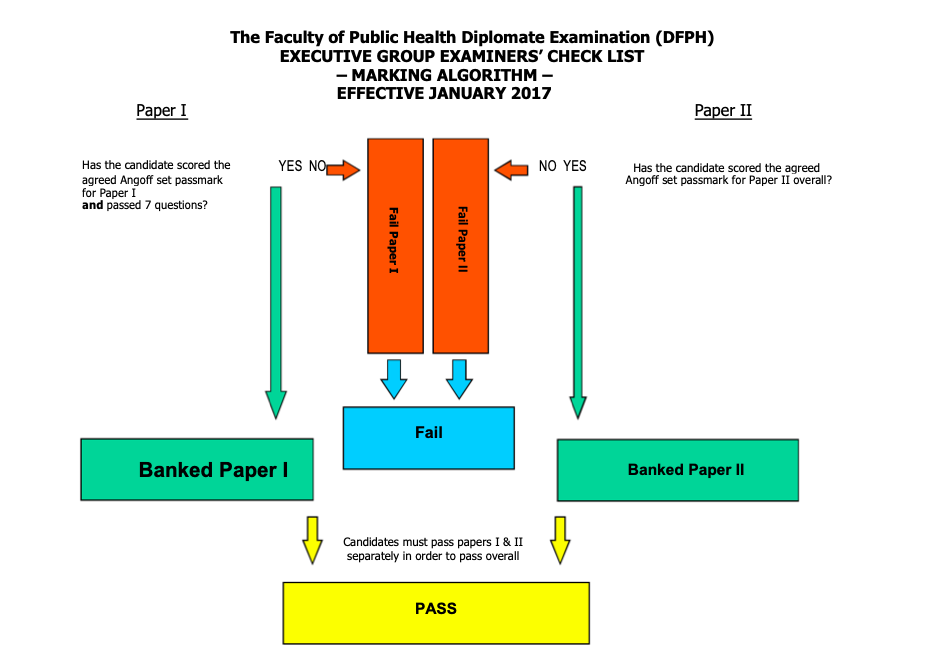 The Faculty of Public Health Diplomate Examination (DFPH)
EXECUTIVE GROUP EXAMINERS’ CHECK LIST
– MARKING ALGORITHM –
EFFECTIVE JANUARY 2017
Paper I
Paper II
Has the candidate scored the
agreed Angoff set passmark
for Paper I
and passed 7 questions?
YES NO
NO YES
Has the candidate scored the agreed
Angoff set passmark for Paper II overall?
Fail Paper I
Fail Paper II
Fail
Banked Paper I
Banked Paper II
Candidates must pass papers I & II
separately in order to pass overall
PASS